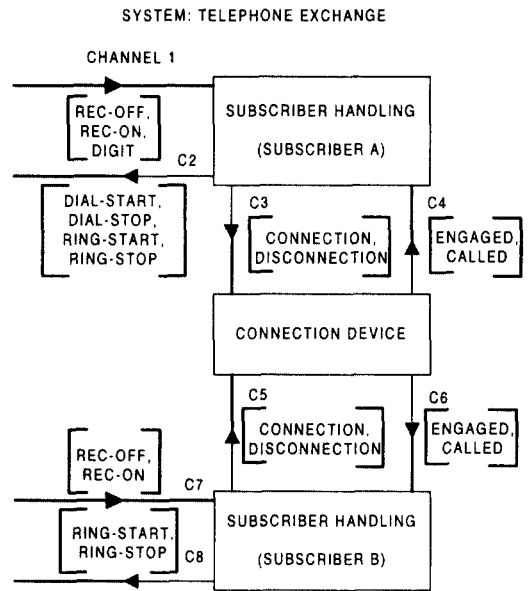 SYSTEM: TELEPHONE EXCHANGE
CHANNEL 1
REC-OFF,
REC-ON,
DIGIT
SUBSCRIBER HANDLING
(SUBSCRIBER A)
C2
DIAL-START,
DIAL-STOP,
RING-START,
RING-STOP
C3
CONNECTION,
DISCONNECTION
C4
ENGAGED,
CALLED
CONNECTION DEVICE
C5
CONNECTION,
DISCONNECTION
C6
ENGAGED,
CALLED
REC-OFF,
REC-ON
C7
SUBSCRIBER HANDLING
(SUBSCRIBER B)
RING-START,
RING-STOP
C8